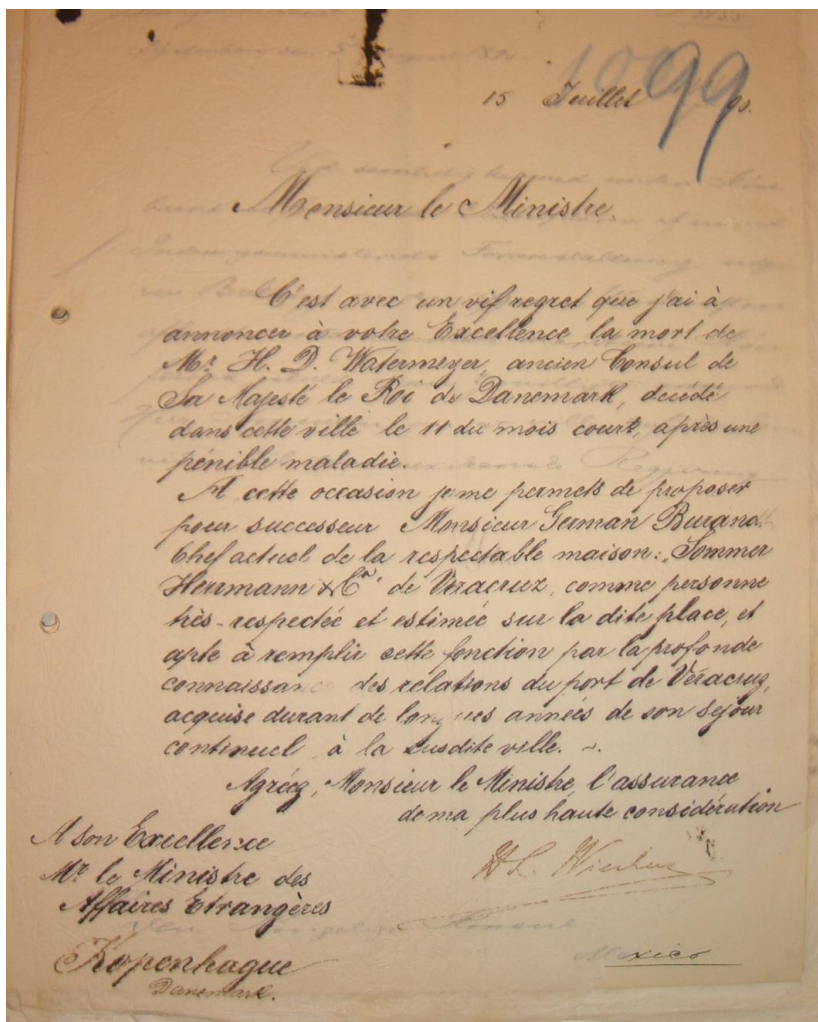 15 Juillet 90.
1099
Monsieur le Ministre.
C'est avec un vif regret que j'ai à
annoncer à votre Excellence la mort de
Mr. H. D. Watermeyer, ancien Consul de
Sa Majesté le Roi de Danemark, decédé
dans cette ville le 11 du mois court, après une
pénible maladie.
A cette occasion je me permets de proposer
pour successeur Monsieur German Burand
Chef actuel de la respectable maison: Sommer
Herrmann & Ca. de Veracruz, comme personne
très-respectée et estimée sur la dite place, et
apte à remplir cette fonction par la profonde
connaissance des relations du port de Véracruz,
acquise durant de longues années de son séjour
continuel à la susdite ville. -.
Agréez, Monsieur le Ministre, l'assurance
de ma plus haute considération
A son Excellence
Mr. le Ministre des
Affaires Etrangères
Kopenhague
Danemark.
Mexico